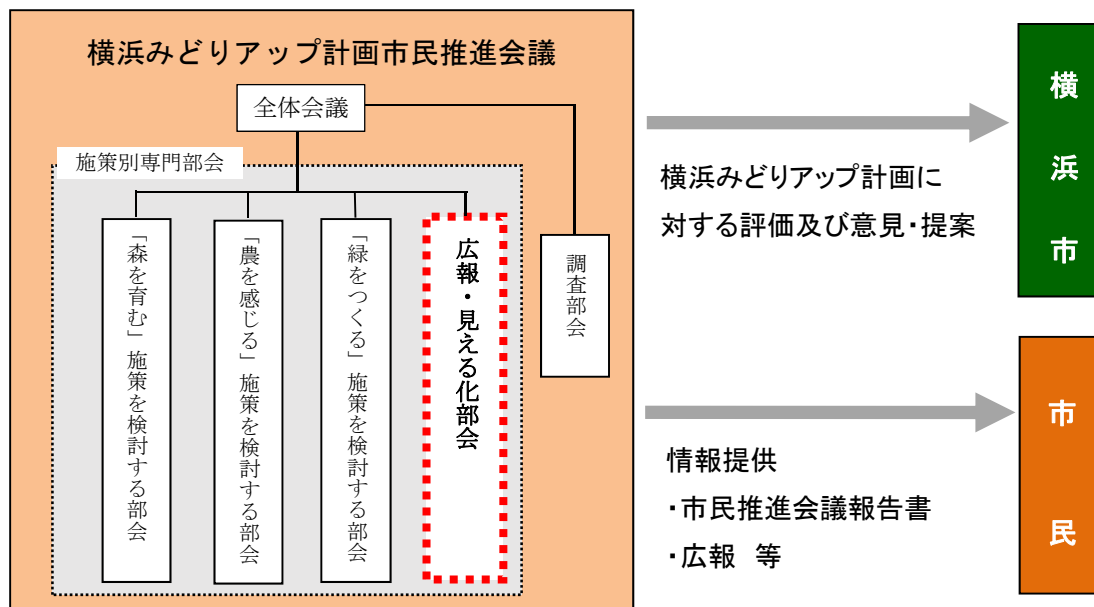 横浜みどりアップ計画市民推進会議
全体会議
施策別専門部会
「森を育む」施策を検討する部会
「農を感じる」施策を検討する部会
「緑をつくる」施策を検討する部会
広報・見える化部会
調査部会
横浜みどりアップ計画に
対する評価及び意見・提案
横浜市
情報提供
・市民推進会議報告書
・広報　等
市民